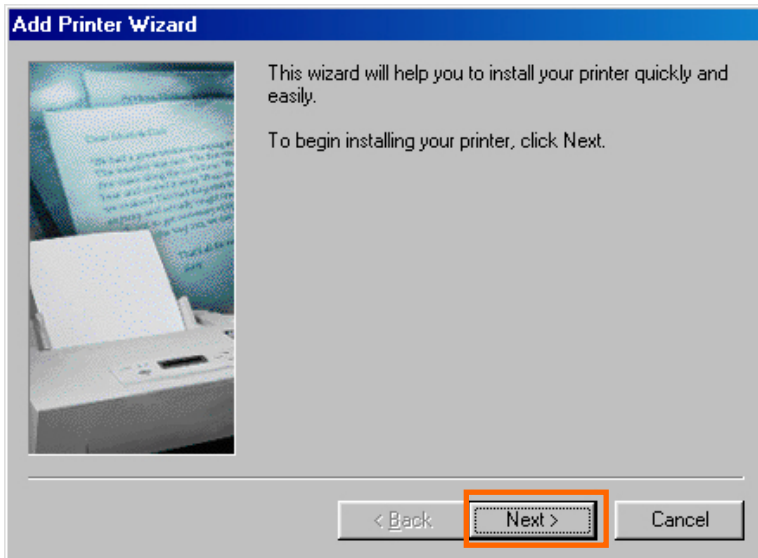 Add Printer Wizard
This wizard will help you to install your printer quickly and
easily.
To begin installing your printer, click Next.
< Back
Next >
Cancel